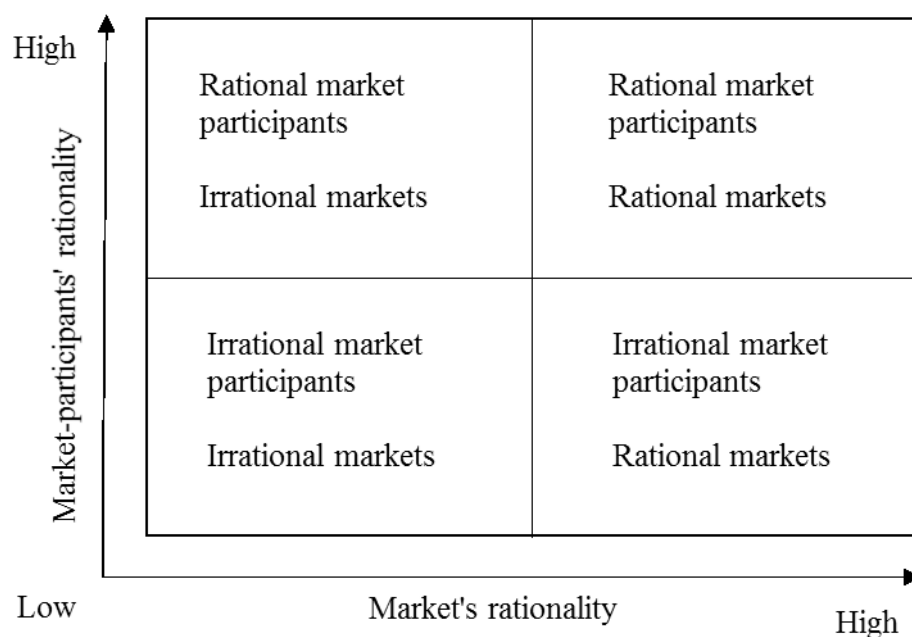 High
Market-participants' rationality
Rational market
participants
Irrational markets
Rational market
participants
Rational markets
Irrational market
participants
Irrational markets
Irrational market
participants
Rational markets
Low
Market's rationality
High